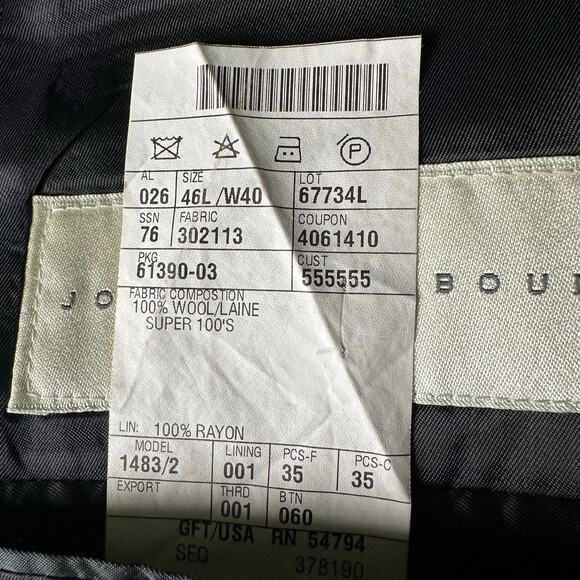 AL SIZE LOT
026 46L/W40 67734L
SSN FABRIC COUPON
76 302113 4061410
PKG CUST
61390-03 555555
FABRIC COMPOSTION
100% WOOL/LAINE
SUPER 100'S
JO BOU
LIN: 100% RAYON
MODEL LINING PCS-F PCS-C
1483/2 001 35 35
EXPORT THRD BTN
001 060
GFT/USA RN 54794
SEQ 378190